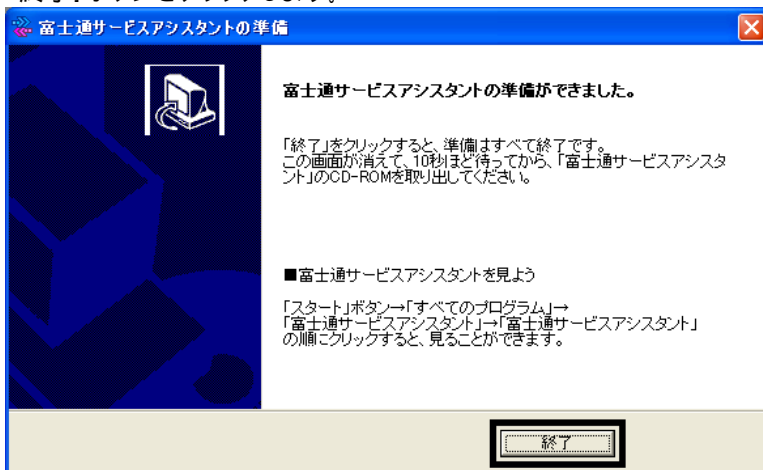 富士通サービスアシスタントの準備
富士通サービスアシスタントの準備ができました。
「終了」をクリックすると、準備はすべて終了です。
この画面が消えて、10秒ほど待ってから、「富士通サービスアシスタ
ント」のCD-ROMを取り出してください。
■富士通サービスアシスタントを見よう
「スタート」ボタン→「すべてのプログラム」→
「富士通サービスアシスタント」→「富士通サービスアシスタント」
の順にクリックすると、見ることができます。
終了